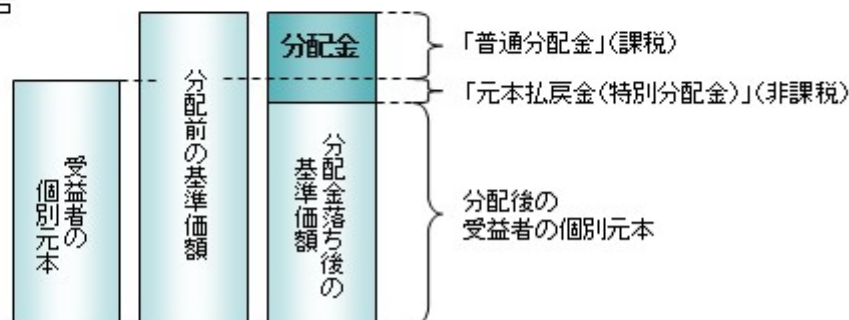 受益者の
個別元本
分配前の基準価額
分配金
分配金落ち後の
基準価額
「普通分配金」(課税)
「元本払戻金(特別分配金)」(非課税)
分配後の
受益者の個別元本